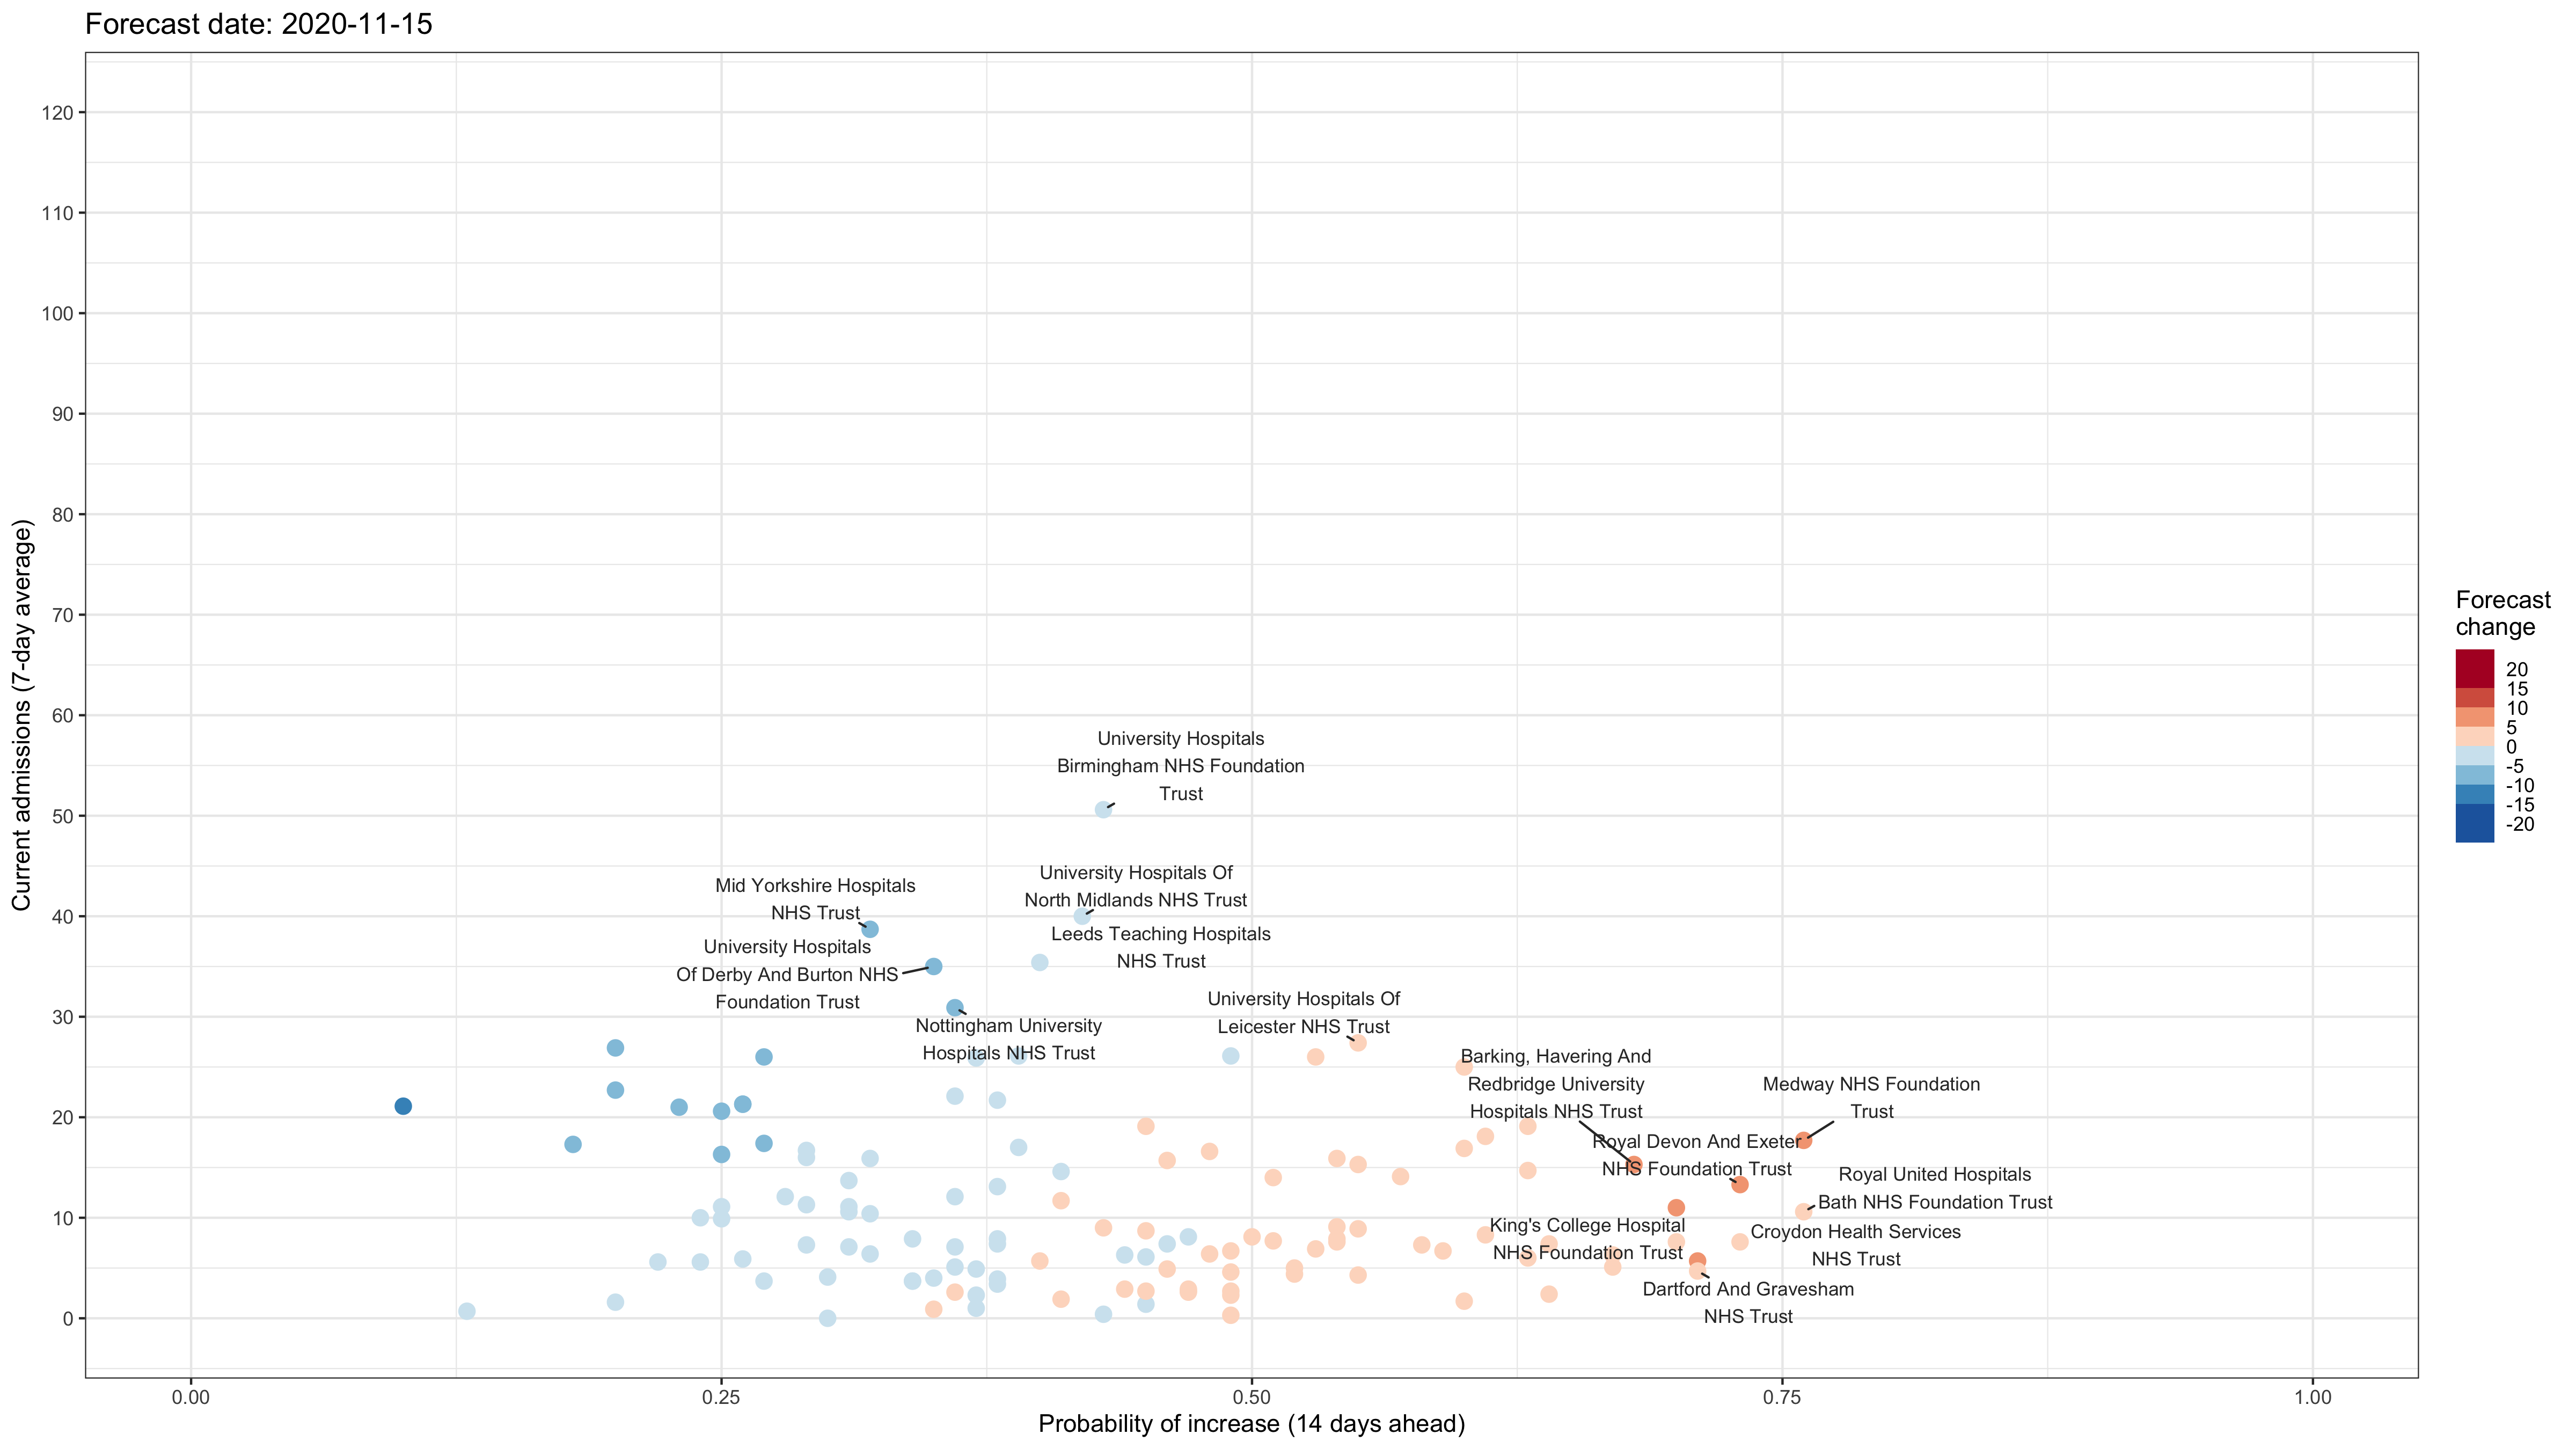 Forecast date: 2020-11-15
Current admissions (7-day average)
120
110
100
90
80
70
60
50
40
30
20
10
0
University Hospitals
Birmingham NHS Foundation
Trust
Mid Yorkshire Hospitals
NHS Trust
University Hospitals Of
North Midlands NHS Trust
University Hospitals
Of Derby And Burton NHS
Foundation Trust
Leeds Teaching Hospitals
NHS Trust
Nottingham University
Hospitals NHS Trust
University Hospitals Of
Leicester NHS Trust
Barking, Havering And
Redbridge University
Hospitals NHS Trust
Medway NHS Foundation
Trust
Royal Devon And Exeter
NHS Foundation Trust
Royal United Hospitals
Bath NHS Foundation Trust
King's College Hospital
NHS Foundation Trust
Croydon Health Services
NHS Trust
Dartford And Gravesham
NHS Trust
0.00
0.25
0.50
0.75
1.00
Probability of increase (14 days ahead)
Forecast
change
20
15
10
5
0
-5
-10
-15
-20